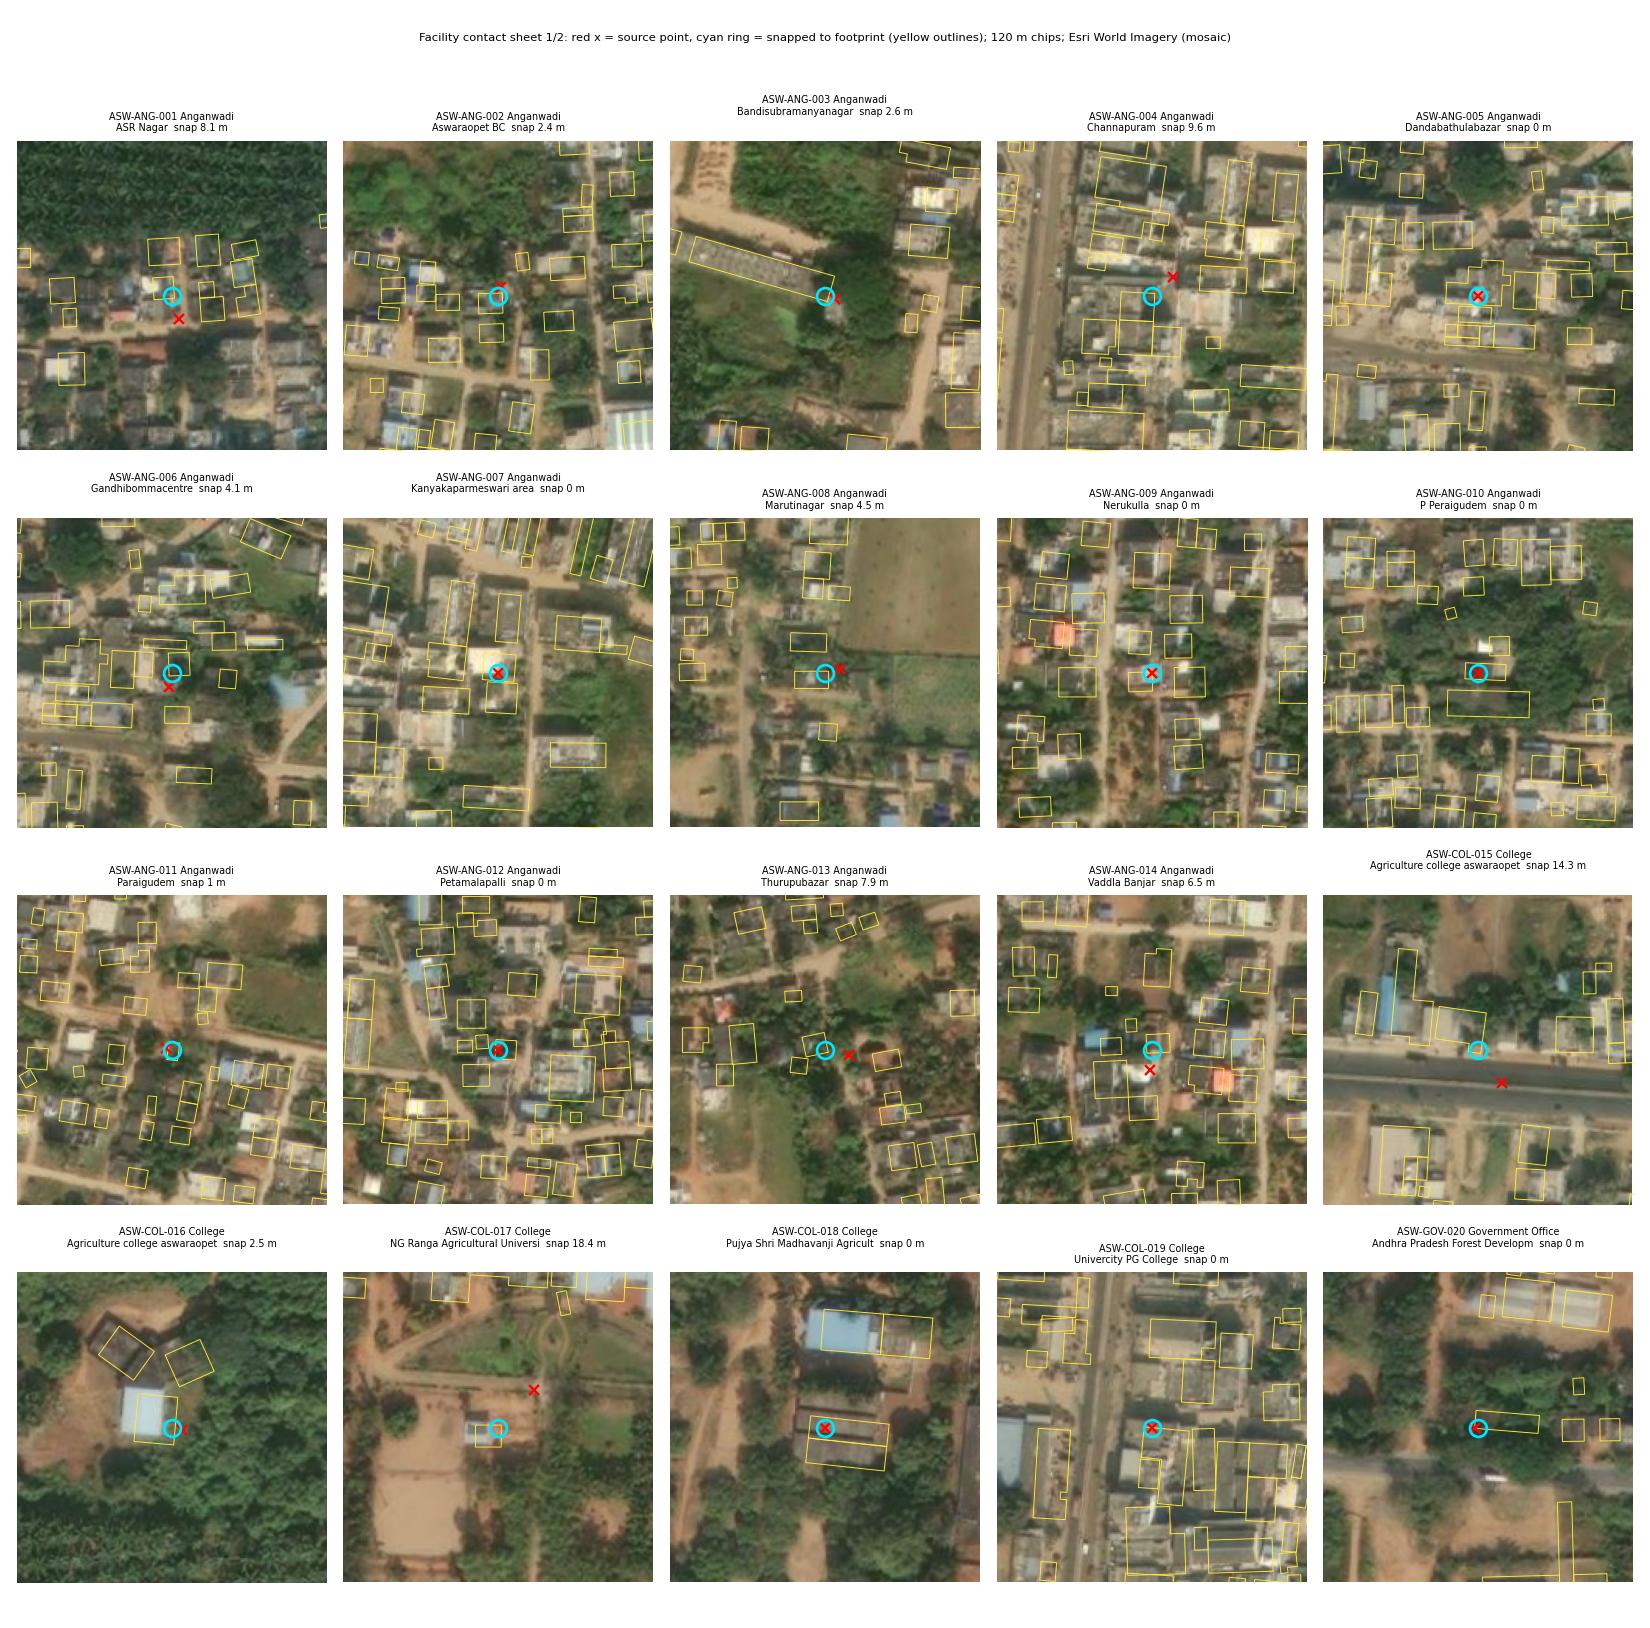 Facility contact sheet 1/2: red x = source point, cyan ring = snapped to footprint (yellow outlines); 120 m chips; Esri World Imagery (mosaic)
ASW-ANG-001 Anganwadi
ASR Nagar  snap 8.1 m
ASW-ANG-002 Anganwadi
Aswaraopet BC  snap 2.4 m
ASW-ANG-003 Anganwadi
Bandisubramanyanagar  snap 2.6 m
ASW-ANG-004 Anganwadi
Channapuram  snap 9.6 m
ASW-ANG-005 Anganwadi
Dandabathulabazar  snap 0 m
ASW-ANG-006 Anganwadi
Gandhibommacentre  snap 4.1 m
ASW-ANG-007 Anganwadi
Kanyakaparmeswari area  snap 0 m
ASW-ANG-008 Anganwadi
Marutinagar  snap 4.5 m
ASW-ANG-009 Anganwadi
Nerukulla  snap 0 m
ASW-ANG-010 Anganwadi
P Peraigudem  snap 0 m
ASW-ANG-011 Anganwadi
Paraigudem  snap 1 m
ASW-ANG-012 Anganwadi
Petamalapalli  snap 0 m
ASW-ANG-013 Anganwadi
Thurupubazar  snap 7.9 m
ASW-ANG-014 Anganwadi
Vaddla Banjar  snap 6.5 m
ASW-COL-015 College
Agriculture college aswaraopet  snap 14.3 m
ASW-COL-016 College
Agriculture college aswaraopet  snap 2.5 m
ASW-COL-017 College
NG Ranga Agricultural Universi  snap 18.4 m
ASW-COL-018 College
Pujya Shri Madhavanji Agricult  snap 0 m
ASW-COL-019 College
Univercity PG College  snap 0 m
ASW-GOV-020 Government Office
Andhra Pradesh Forest Developm  snap 0 m